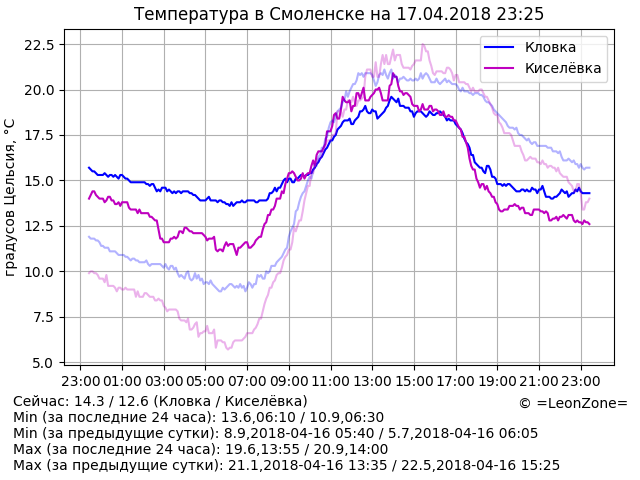 Температура в Смоленске на 17.04.2018 23:25
градусов Цельсия, °C
22.5
20.0
17.5
15.0
12.5
10.0
7.5
5.0
Кловка
Киселёвка
23:00 01:00 03:00 05:00 07:00 09:00 11:00 13:00 15:00 17:00 19:00 21:00 23:00
Сейчас: 14.3 / 12.6 (Кловка / Киселёвка)
© =LeonZone=
Min (за последние 24 часа): 13.6,06:10 / 10.9,06:30
Min (за предыдущие сутки): 8.9,2018-04-16 05:40 / 5.7,2018-04-16 06:05
Max (за последние 24 часа): 19.6,13:55 / 20.9,14:00
Max (за предыдущие сутки): 21.1,2018-04-16 13:35 / 22.5,2018-04-16 15:25